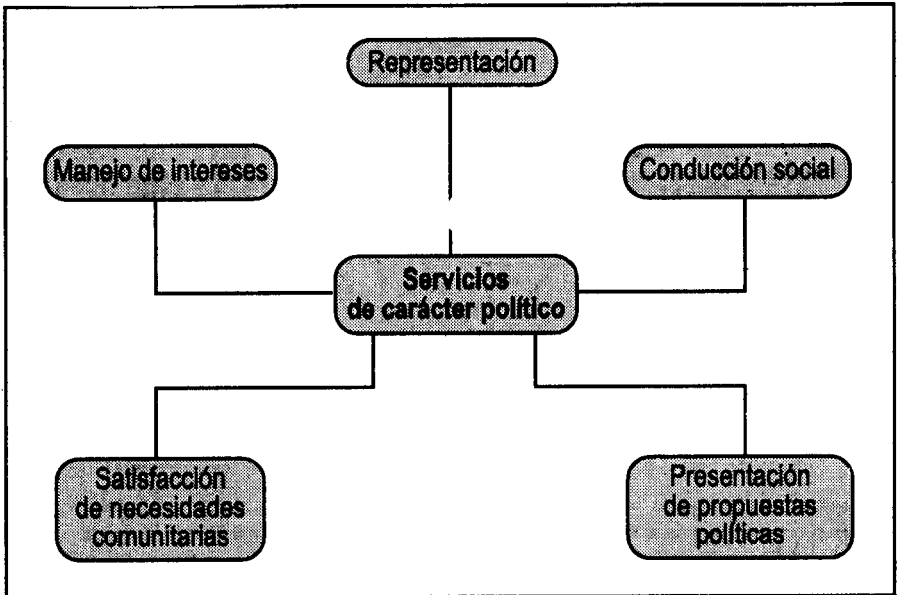 Representación
Manejo de intereses
Conducción social
Servicios
de carácter político
Satisfacción
de necesidades
comunitarias
Presentación
de propuestas
políticas